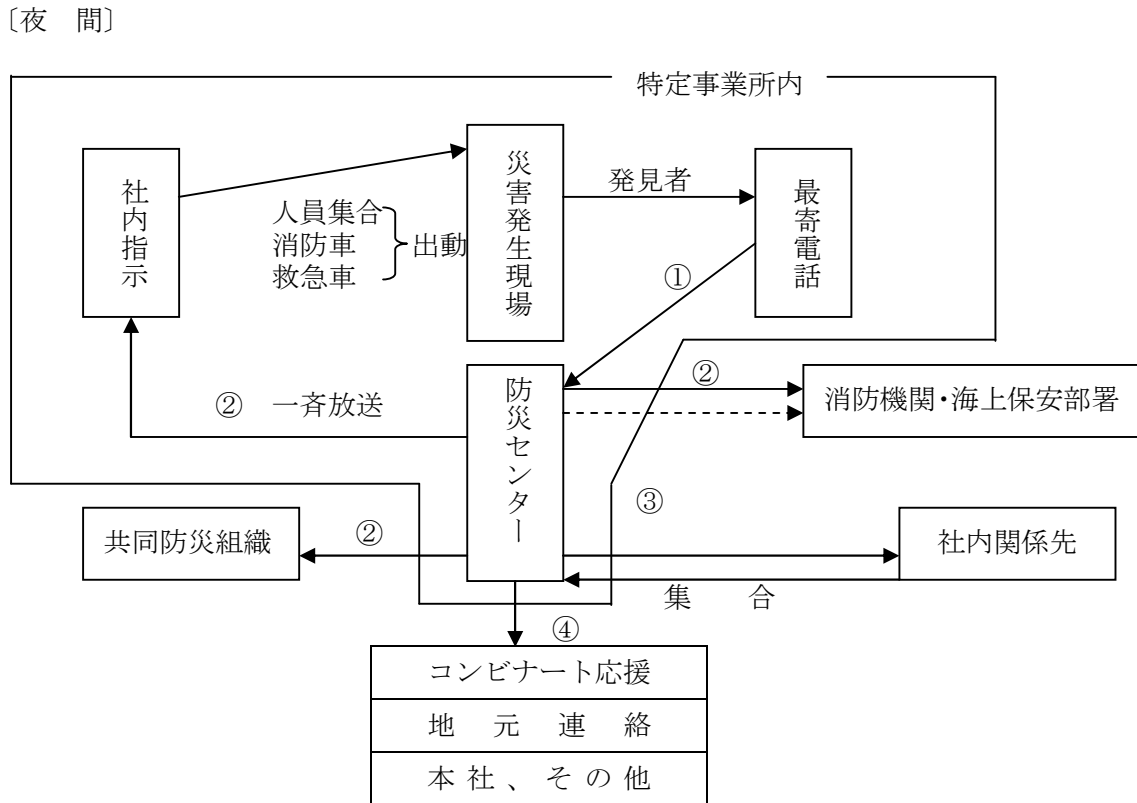 〔夜　間〕
特定事業所内
社内指示
災害発生現場
発見者
最寄電話
人員集合
消防車
救急車
出動
①
防災センター
②
消防機関・海上保安部署
②　一斉放送
③
共同防災組織
②
社内関係先
集　合
④
コンビナート応援
地　元　連　絡
本　社　、　そ　の　他